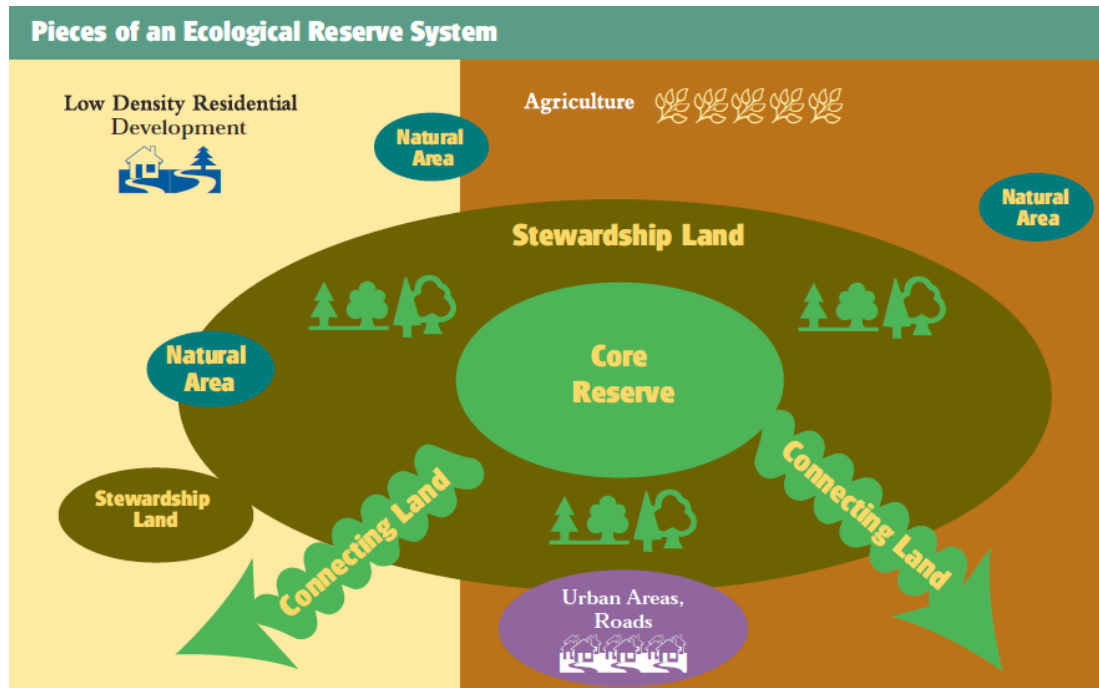 Pieces of an Ecological Reserve System
Low Density Residential
Development
Agriculture
Natural
Area
Natural
Area
Stewardship Land
Natural
Area
Core
Reserve
Stewardship
Land
Connecting Land
Connecting Land
Urban Areas,
Roads